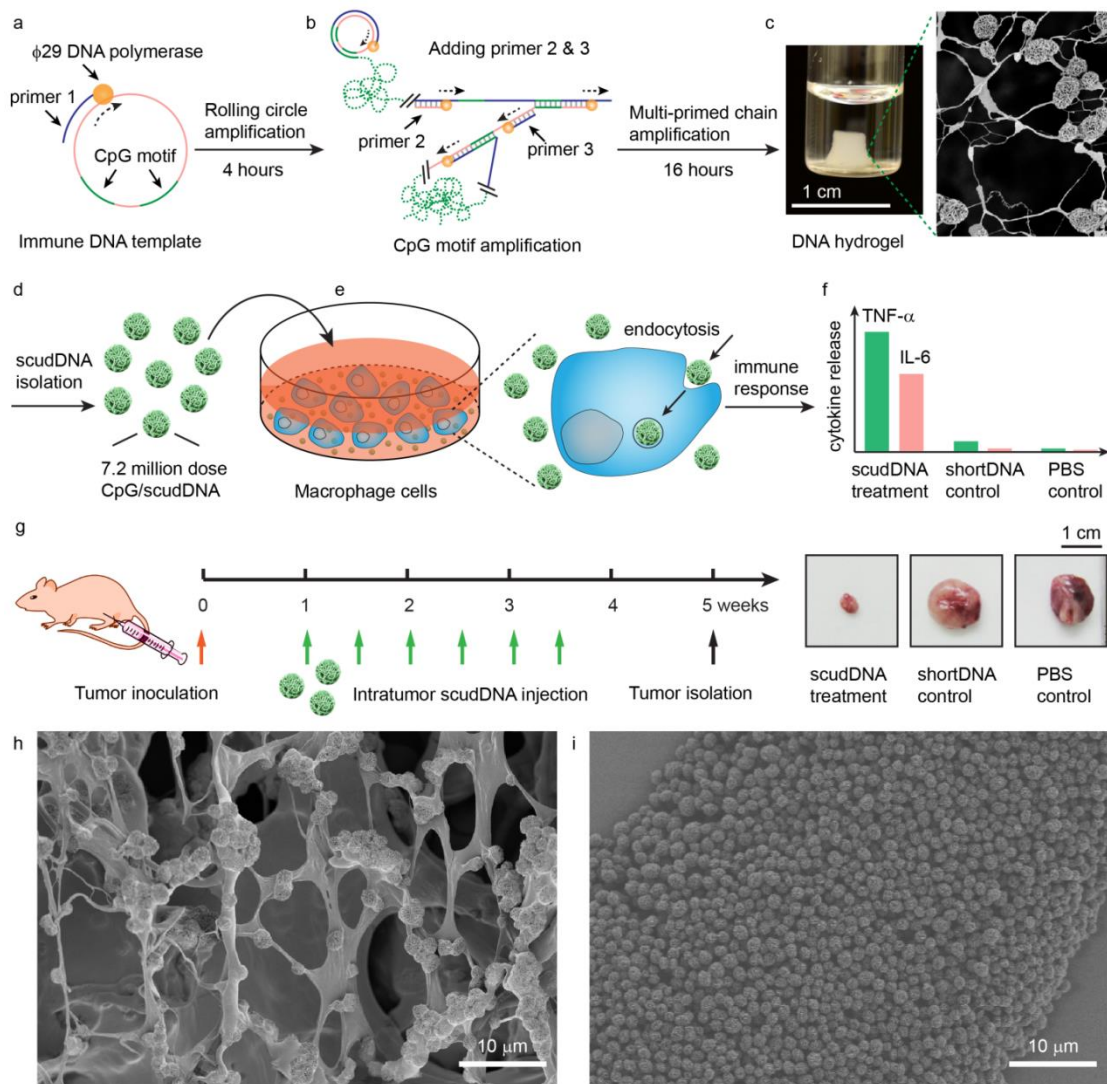 a
ϕ29 DNA polymerase
primer 1
CpG motif
Immune DNA template
Rolling circle
amplification
4 hours
b
Adding primer 2 & 3
primer 2
primer 3
CpG motif amplification
Multi-primed chain
amplification
16 hours
c
1 cm
DNA hydrogel
d
scudDNA
isolation
7.2 million dose
CpG/scudDNA
e
Macrophage cells
endocytosis
immune
response
f
cytokine release
TNF-α
IL-6
scudDNA
treatment
shortDNA
control
PBS
control
g
0
1
2
3
4
5 weeks
Tumor inoculation
Intratumor scudDNA injection
Tumor isolation
1 cm
scudDNA
treatment
shortDNA
control
PBS
control
h
10 μm
i
10 μm